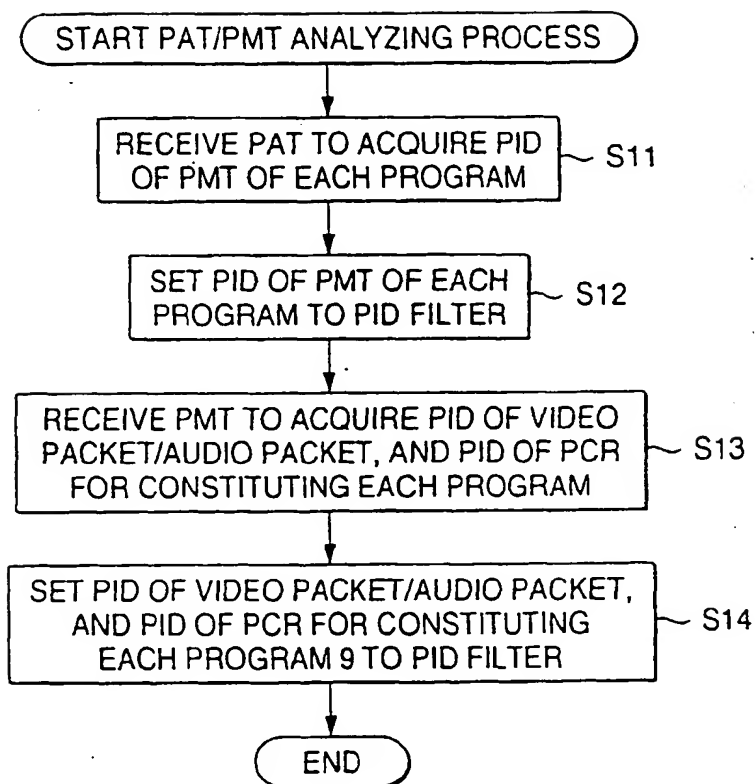 START PAT/PMT ANALYZING PROCESS
RECEIVE PAT TO ACQUIRE PID
OF PMT OF EACH PROGRAM
S11
SET PID OF PMT OF EACH
PROGRAM TO PID FILTER
S12
RECEIVE PMT TO ACQUIRE PID OF VIDEO
PACKET/AUDIO PACKET, AND PID OF PCR
FOR CONSTITUTING EACH PROGRAM
S13
SET PID OF VIDEO PACKET/AUDIO PACKET,
AND PID OF PCR FOR CONSTITUTING
EACH PROGRAM 9 TO PID FILTER
S14
END